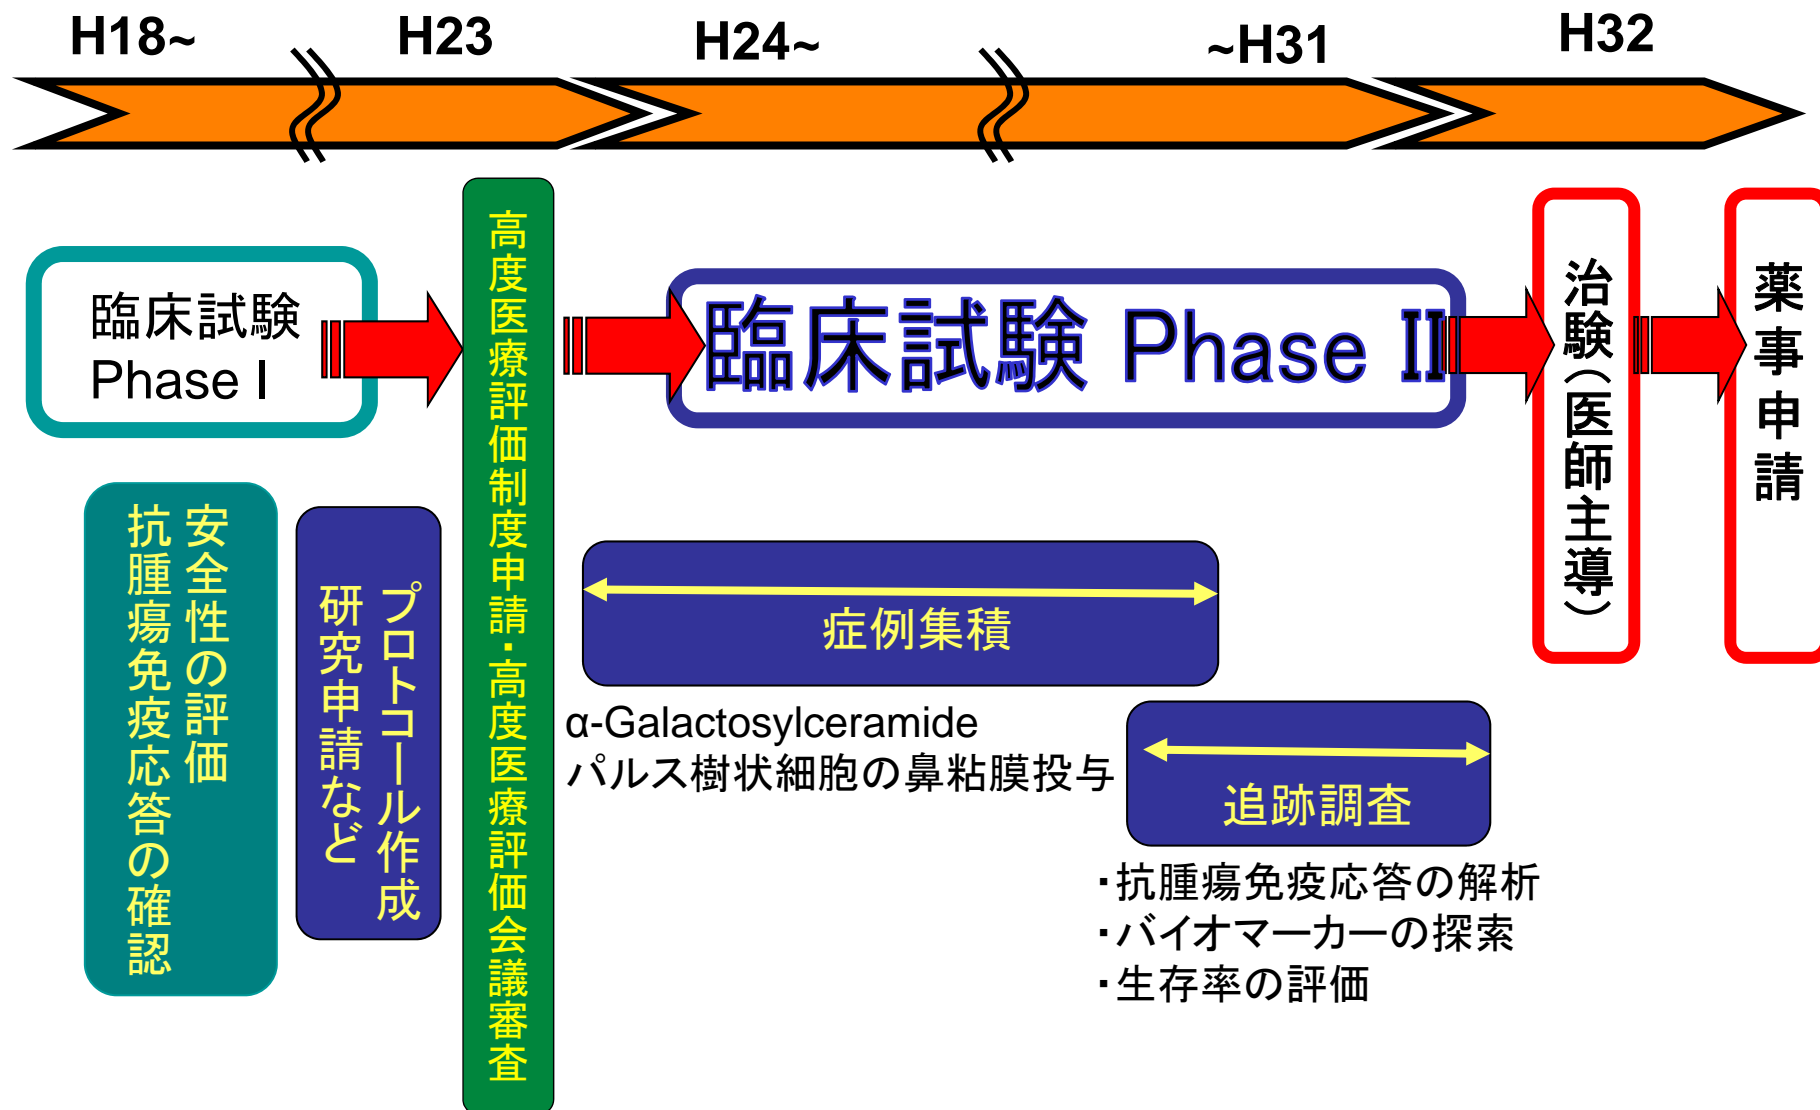 H18~
H23
H24~
~H31
H32
臨床試験
Phase I
高度医療評価制度申請・高度医療評価会議審査
臨床試験 Phase II
治験(医師主導)
薬事申請
安全性の評価
抗腫瘍免疫応答の確認
プロトコール作成
研究申請など
症例集積
α-Galactosylceramide
パルス樹状細胞の鼻粘膜投与
追跡調査
・抗腫瘍免疫応答の解析
・バイオマーカーの探索
・生存率の評価